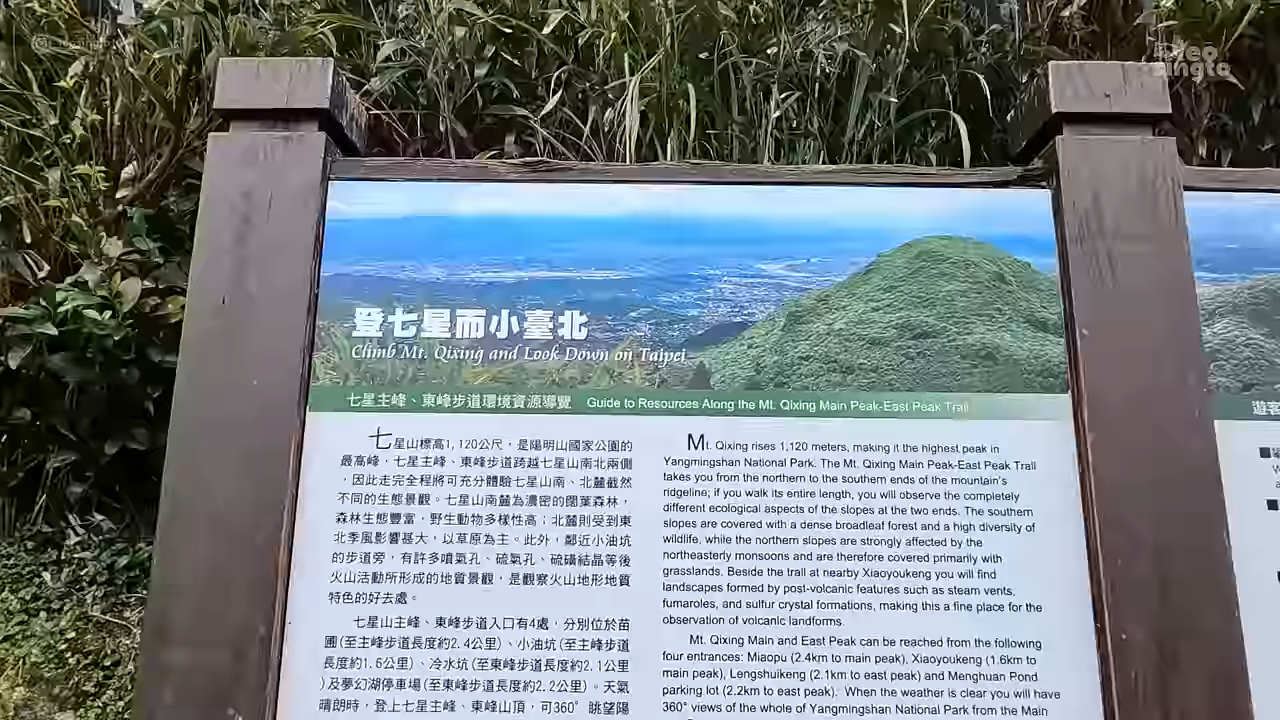 登七星而小臺北
Climb Mt. Qixing and Look Down on Taipei
七星主峰、東峰步道環境資源導覽 Guide to Resources Along the Mt. Qixing Main Peak-East Peak Trail
七星山標高1,120公尺，是陽明山國家公園的
最高峰，七星主峰、東峰步道跨越七星山南北兩側
，因此走完全程將可充分體驗七星山南、北麓截然
不同的生態景觀。七星山南麓為濃密的闊葉森林，
森林生態豐富，野生動物多樣性高；北麓則受到東
北季風影響甚大，以草原為主。此外，鄰近小油坑
的步道旁，有許多噴氣孔、硫氣孔、硫磺結晶等後
火山活動所形成的地質景觀，是觀察火山地形地質
特色的好去處。
七星山主峰、東峰步道入口有4處，分別位於苗
圃(至主峰步道長度約2.4公里)、小油坑(至主峰步道
長度約1.6公里)、冷水坑(至東峰步道長度約2.1公里
)及夢幻湖停車場(至東峰步道長度約2.2公里)。天氣
晴朗時，登上七星主峰、東峰山頂，可360°眺望陽
Mt. Qixing rises 1,120 meters, making it the highest peak in
Yangmingshan National Park. The Mt. Qixing Main Peak-East Peak Trail
takes you from the northern to the southern ends of the mountain's
ridgeline; if you walk its entire length, you will observe the completely
different ecological aspects of the slopes at the two ends. The southern
slopes are covered with a dense broadleaf forest and a high diversity of
wildlife, while the northern slopes are strongly affected by the
northeasterly monsoons and are therefore covered primarily with
grasslands. Beside the trail at nearby Xiaoyoukeng you will find
landscapes formed by post-volcanic features such as steam vents,
fumaroles, and sulfur crystal formations, making this a fine place for the
observation of volcanic landforms.
Mt. Qixing Main and East Peak can be reached from the following
four entrances: Miaopu (2.4km to main peak), Xiaoyoukeng (1.6km to
main peak), Lengshuikeng (2.1km to east peak) and Menghuan Pond
parking lot (2.2km to east peak). When the weather is clear you will have
360° views of the whole of Yangmingshan National Park from the Main
遊客